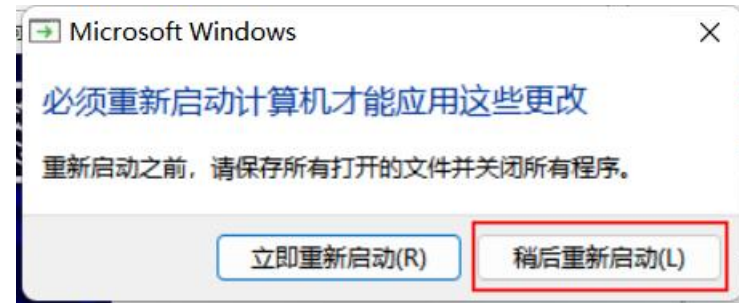 Microsoft Windows
必须重新启动计算机才能应用这些更改
重新启动之前，请保存所有打开的文件并关闭所有程序。
立即重新启动(R) 稍后重新启动(L)